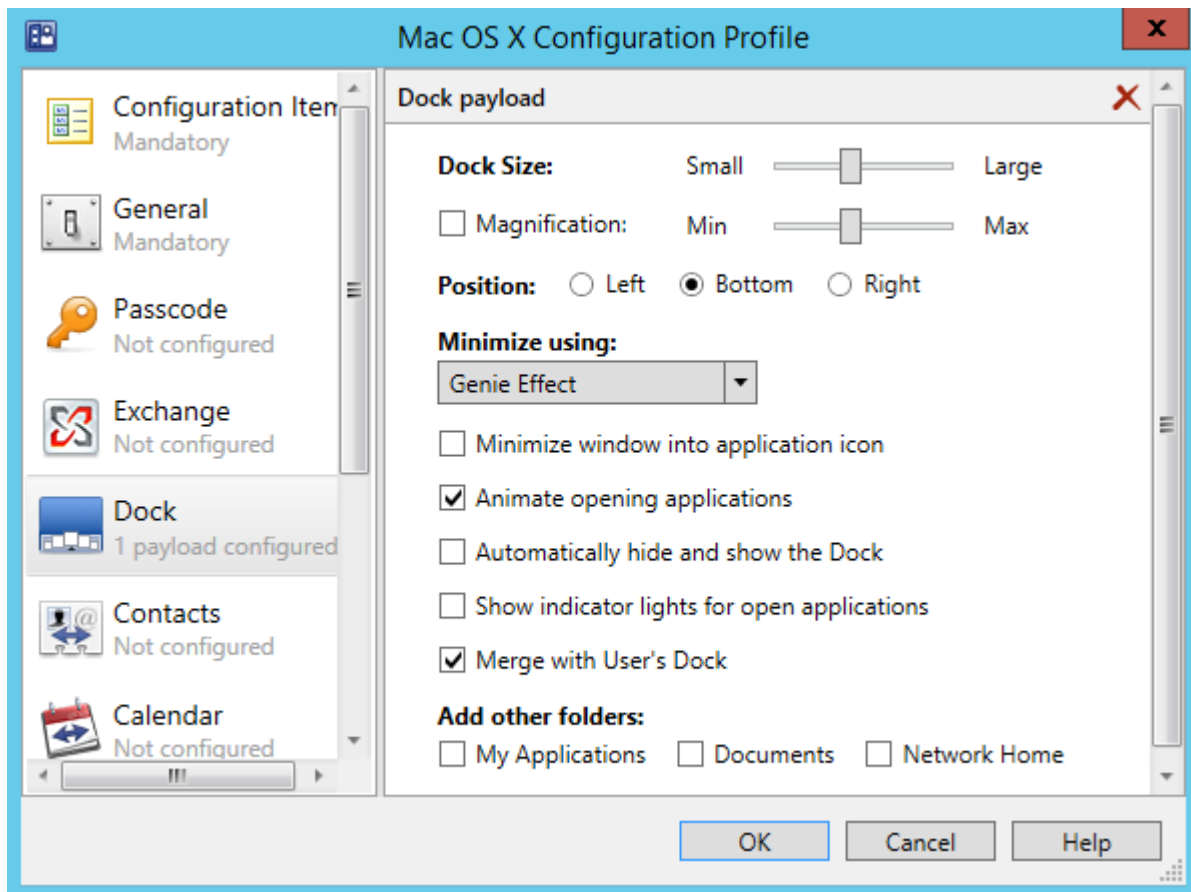 Mac OS X Configuration Profile
Configuration Item
Mandatory
General
Mandatory
Passcode
Not configured
Exchange
Not configured
Dock
1 payload configured
Contacts
Not configured
Calendar
Not configured
Dock payload
Dock Size: Small Large
Magnification: Min Max
Position: Left Bottom Right
Minimize using:
Genie Effect
Minimize window into application icon
Animate opening applications
Automatically hide and show the Dock
Show indicator lights for open applications
Merge with User's Dock
Add other folders:
My Applications Documents Network Home
OK Cancel Help